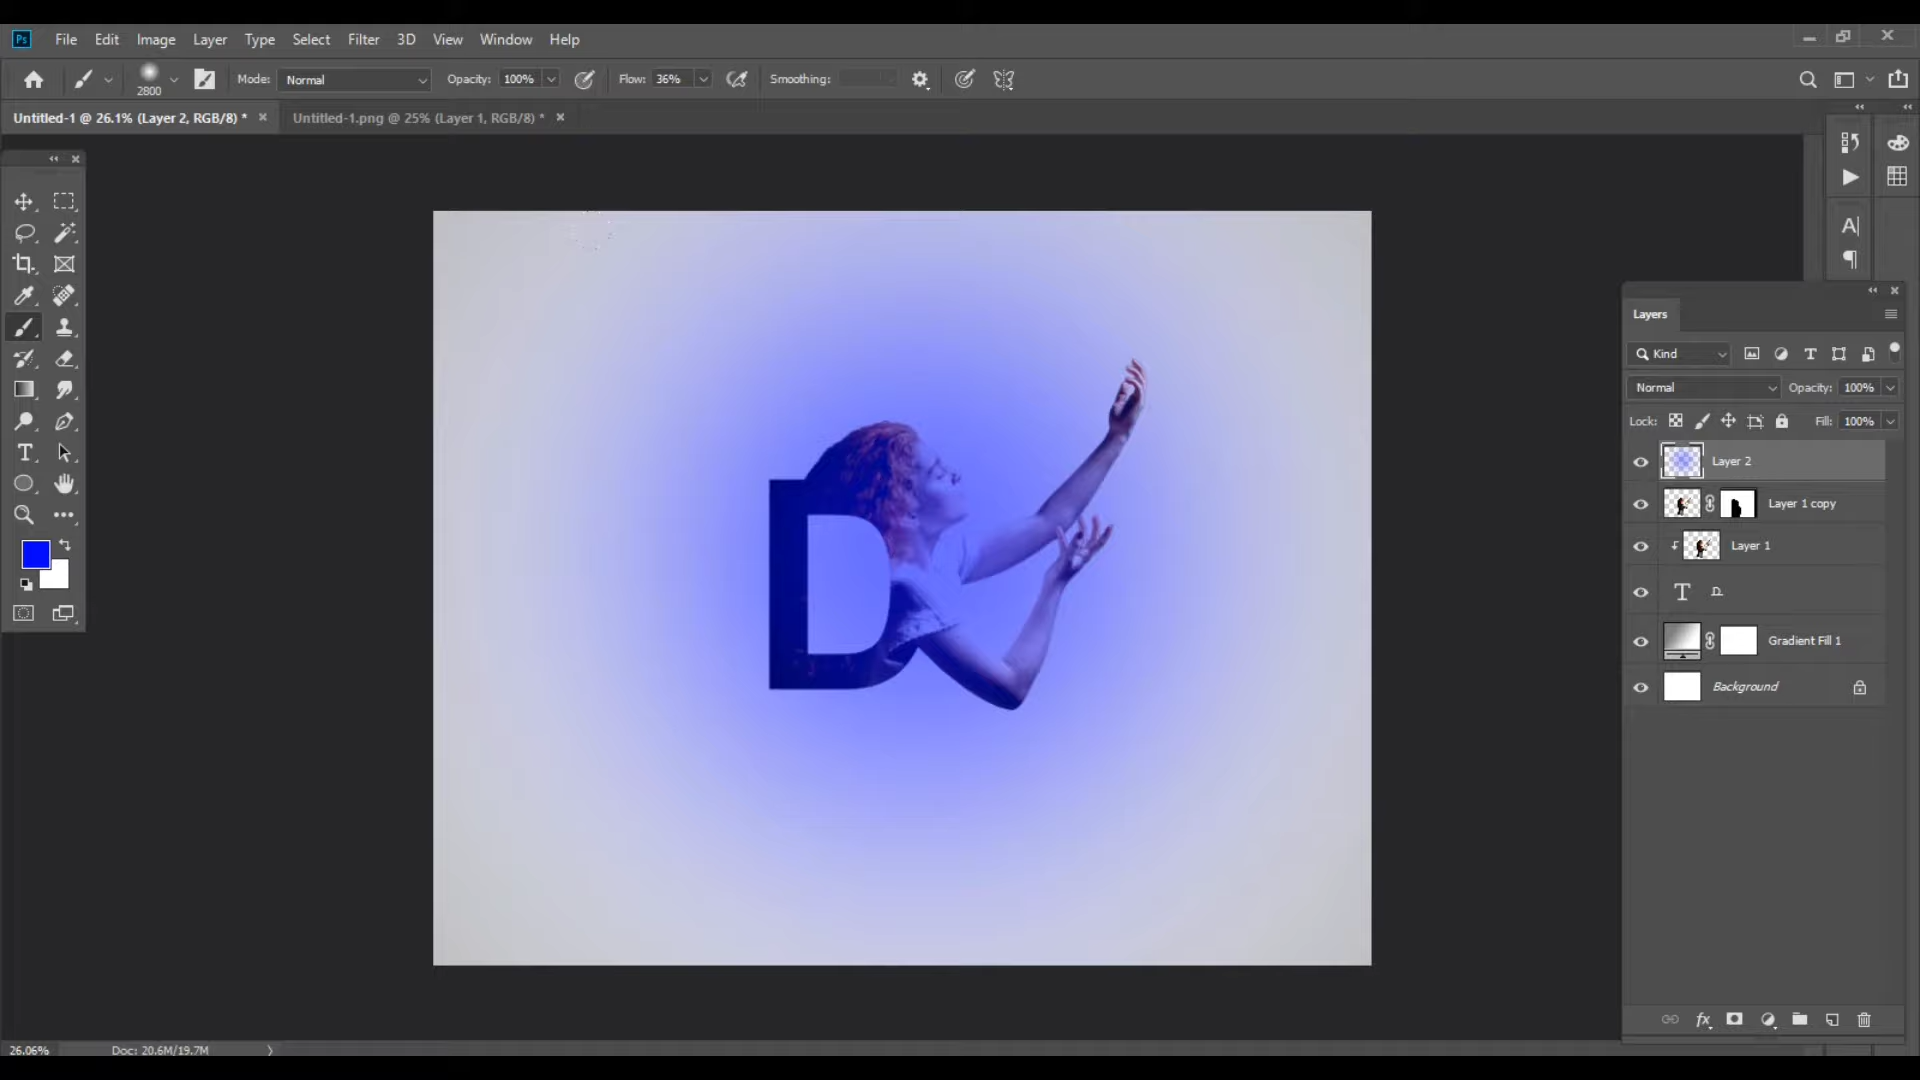 Ps File Edit Image Layer Type Select Filter 3D View Window Help
2800 Mode: Normal Opacity: 100% Flow: 36% Smoothing:
Untitled-1 @ 26.1% (Layer 2, RGB/8) * × Untitled-1.png @ 25% (Layer 1, RGB/8) * ×
D
Layers
Kind
Normal Opacity: 100%
Lock: Fill: 100%
Layer 2
Layer 1 copy
Layer 1
T D
Gradient Fill 1
Background
fx
26.06% Doc: 20.6M/19.7M